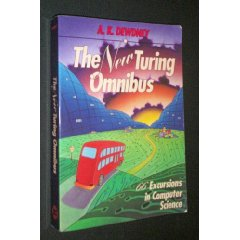 A. K. DEWDNEY
The New Turing
Omnibus
66 Excursions
in Computer
Science
The New Turing Omnibus